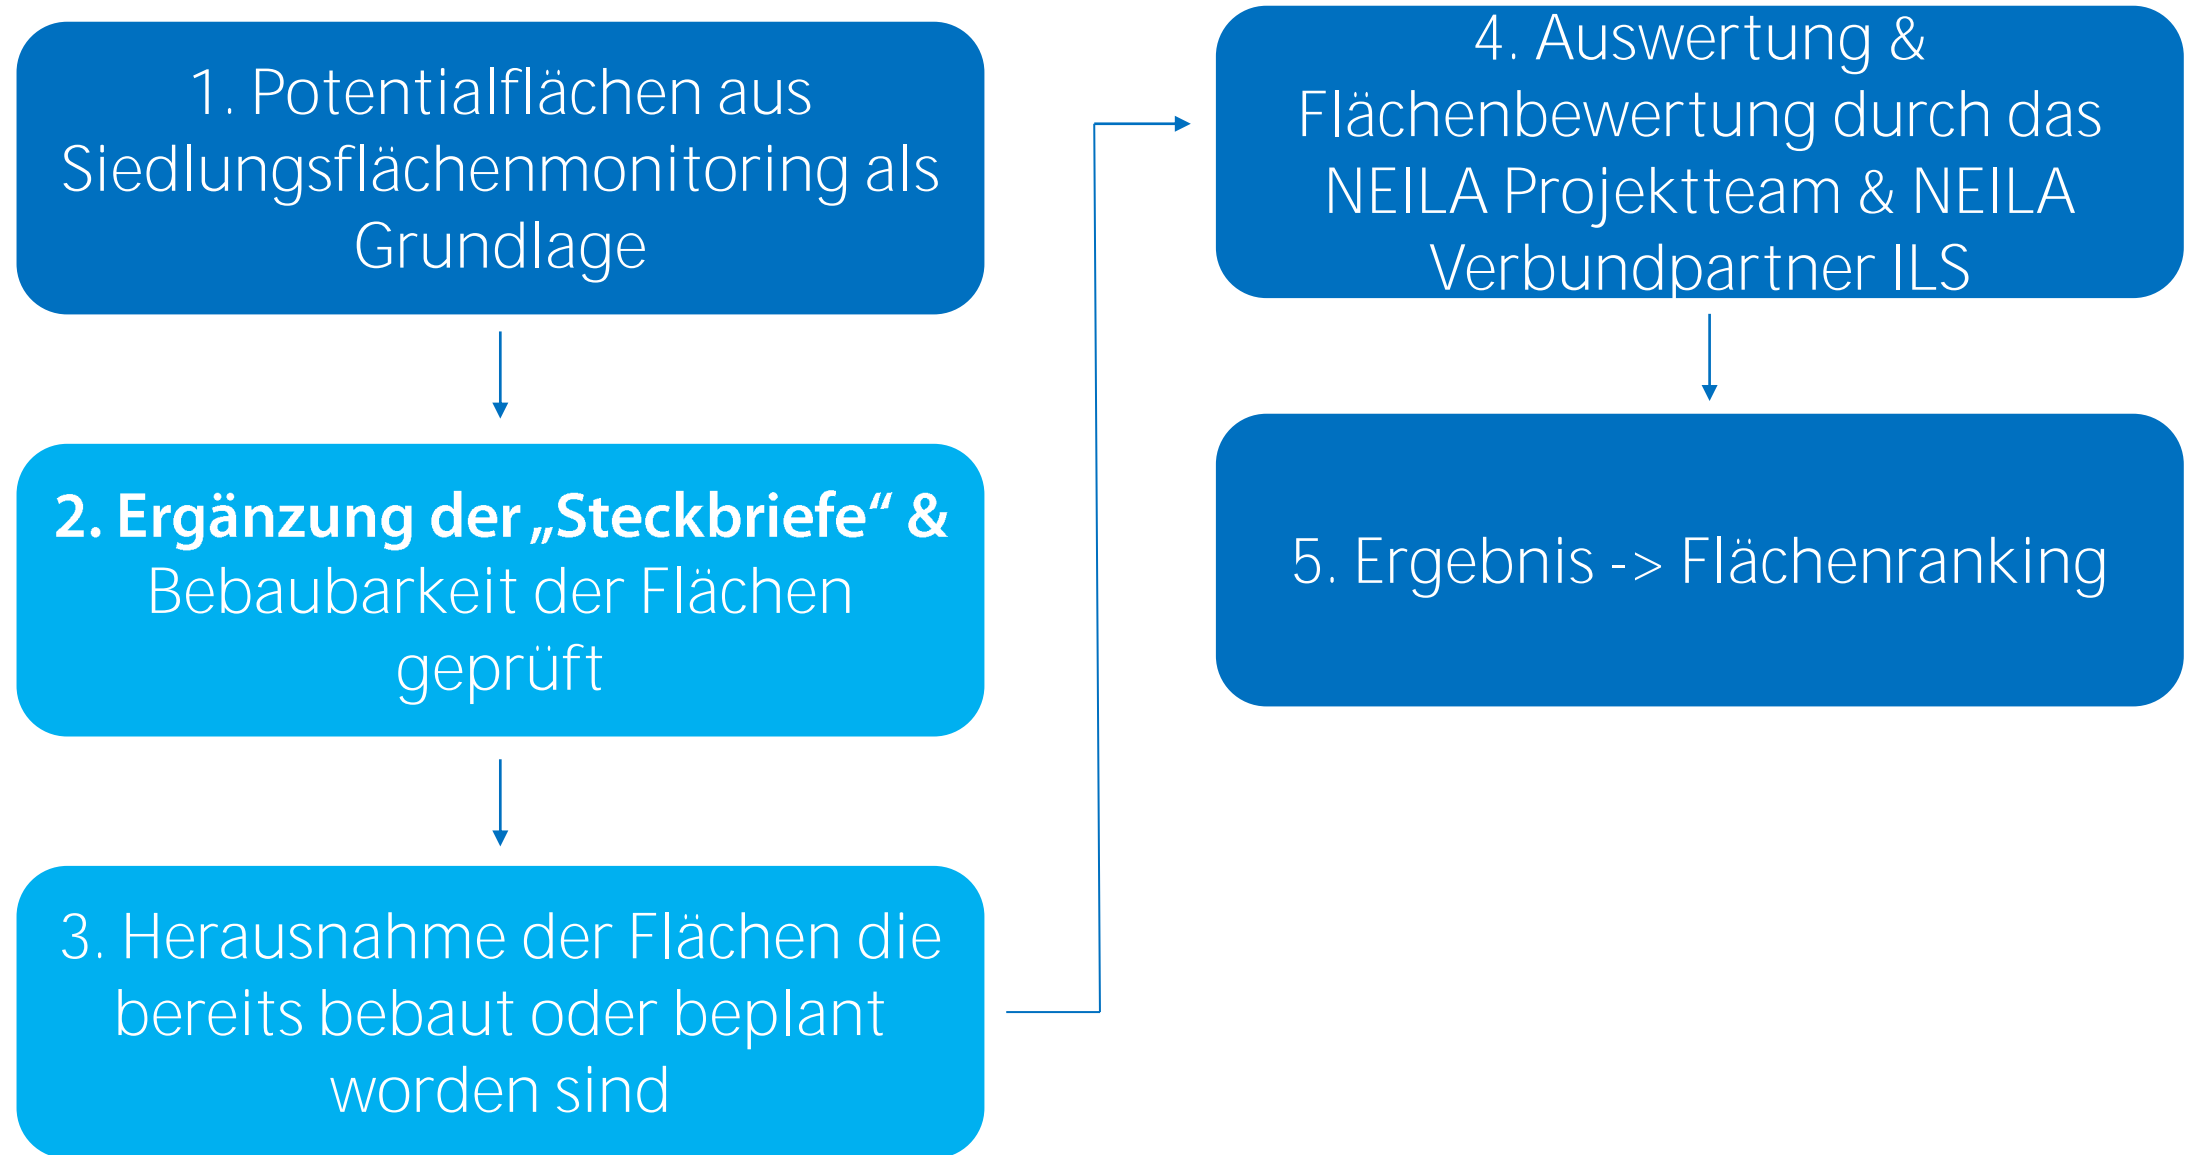 1. Potentialflächen aus
Siedlungsflächenmonitoring als
Grundlage
2. Ergänzung der „Steckbriefe“ &
Bebaubarkeit der Flächen
geprüft
3. Herausnahme der Flächen die
bereits bebaut oder beplant
worden sind
4. Auswertung &
Flächenbewertung durch das
NEILA Projektteam & NEILA
Verbundpartner ILS
5. Ergebnis -> Flächenranking